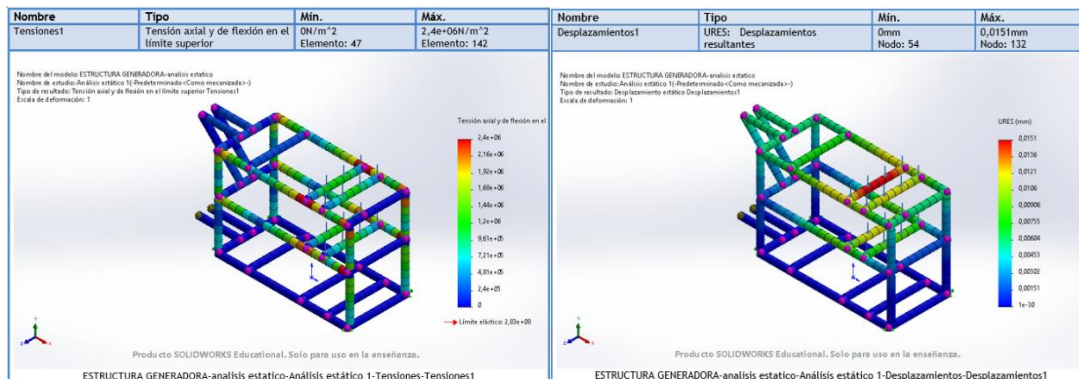 Nombre Tipo Mín. Máx.
Tensiones1 Tensión axial y de flexión en el límite superior 0N/m^2 Elemento: 47 2,4e+06N/m^2 Elemento: 142
Nombre del modelo: ESTRUCTURA GENERADORA-analisis estatico
Nombre de estudio: Análisis estático 1(-Predeterminado<Como mecanizada>-)
Tipo de resultado: Tensión axial y de flexión en el límite superior Tensiones1
Escala de deformación: 1
Tensión axial y de flexión en el
2,4e+06
2,16e+06
1,92e+06
1,68e+06
1,44e+06
1,2e+06
9,61e+05
7,21e+05
4,81e+05
2,4e+05
0
Límite elástico: 2,83e+08
Y
X
Z
Producto SOLIDWORKS Educational. Solo para uso en la enseñanza.
ESTRUCTURA GENERADORA-analisis estatico-Análisis estático 1-Tensiones-Tensiones1
Nombre Tipo Mín. Máx.
Desplazamientos1 URES: Desplazamientos resultantes 0mm Nodo: 54 0,0151mm Nodo: 132
Nombre del modelo: ESTRUCTURA GENERADORA-analisis estatico
Nombre de estudio: Análisis estático 1(-Predeterminado<Como mecanizada>-)
Tipo de resultado: Desplazamiento estático Desplazamientos1
Escala de deformación: 1
URES (mm)
0,0151
0,0136
0,0121
0,0106
0,00906
0,00755
0,00604
0,00453
0,00302
0,00151
1e-30
Y
X
Z
Producto SOLIDWORKS Educational. Solo para uso en la enseñanza.
ESTRUCTURA GENERADORA-analisis estatico-Análisis estático 1-Desplazamientos-Desplazamientos1